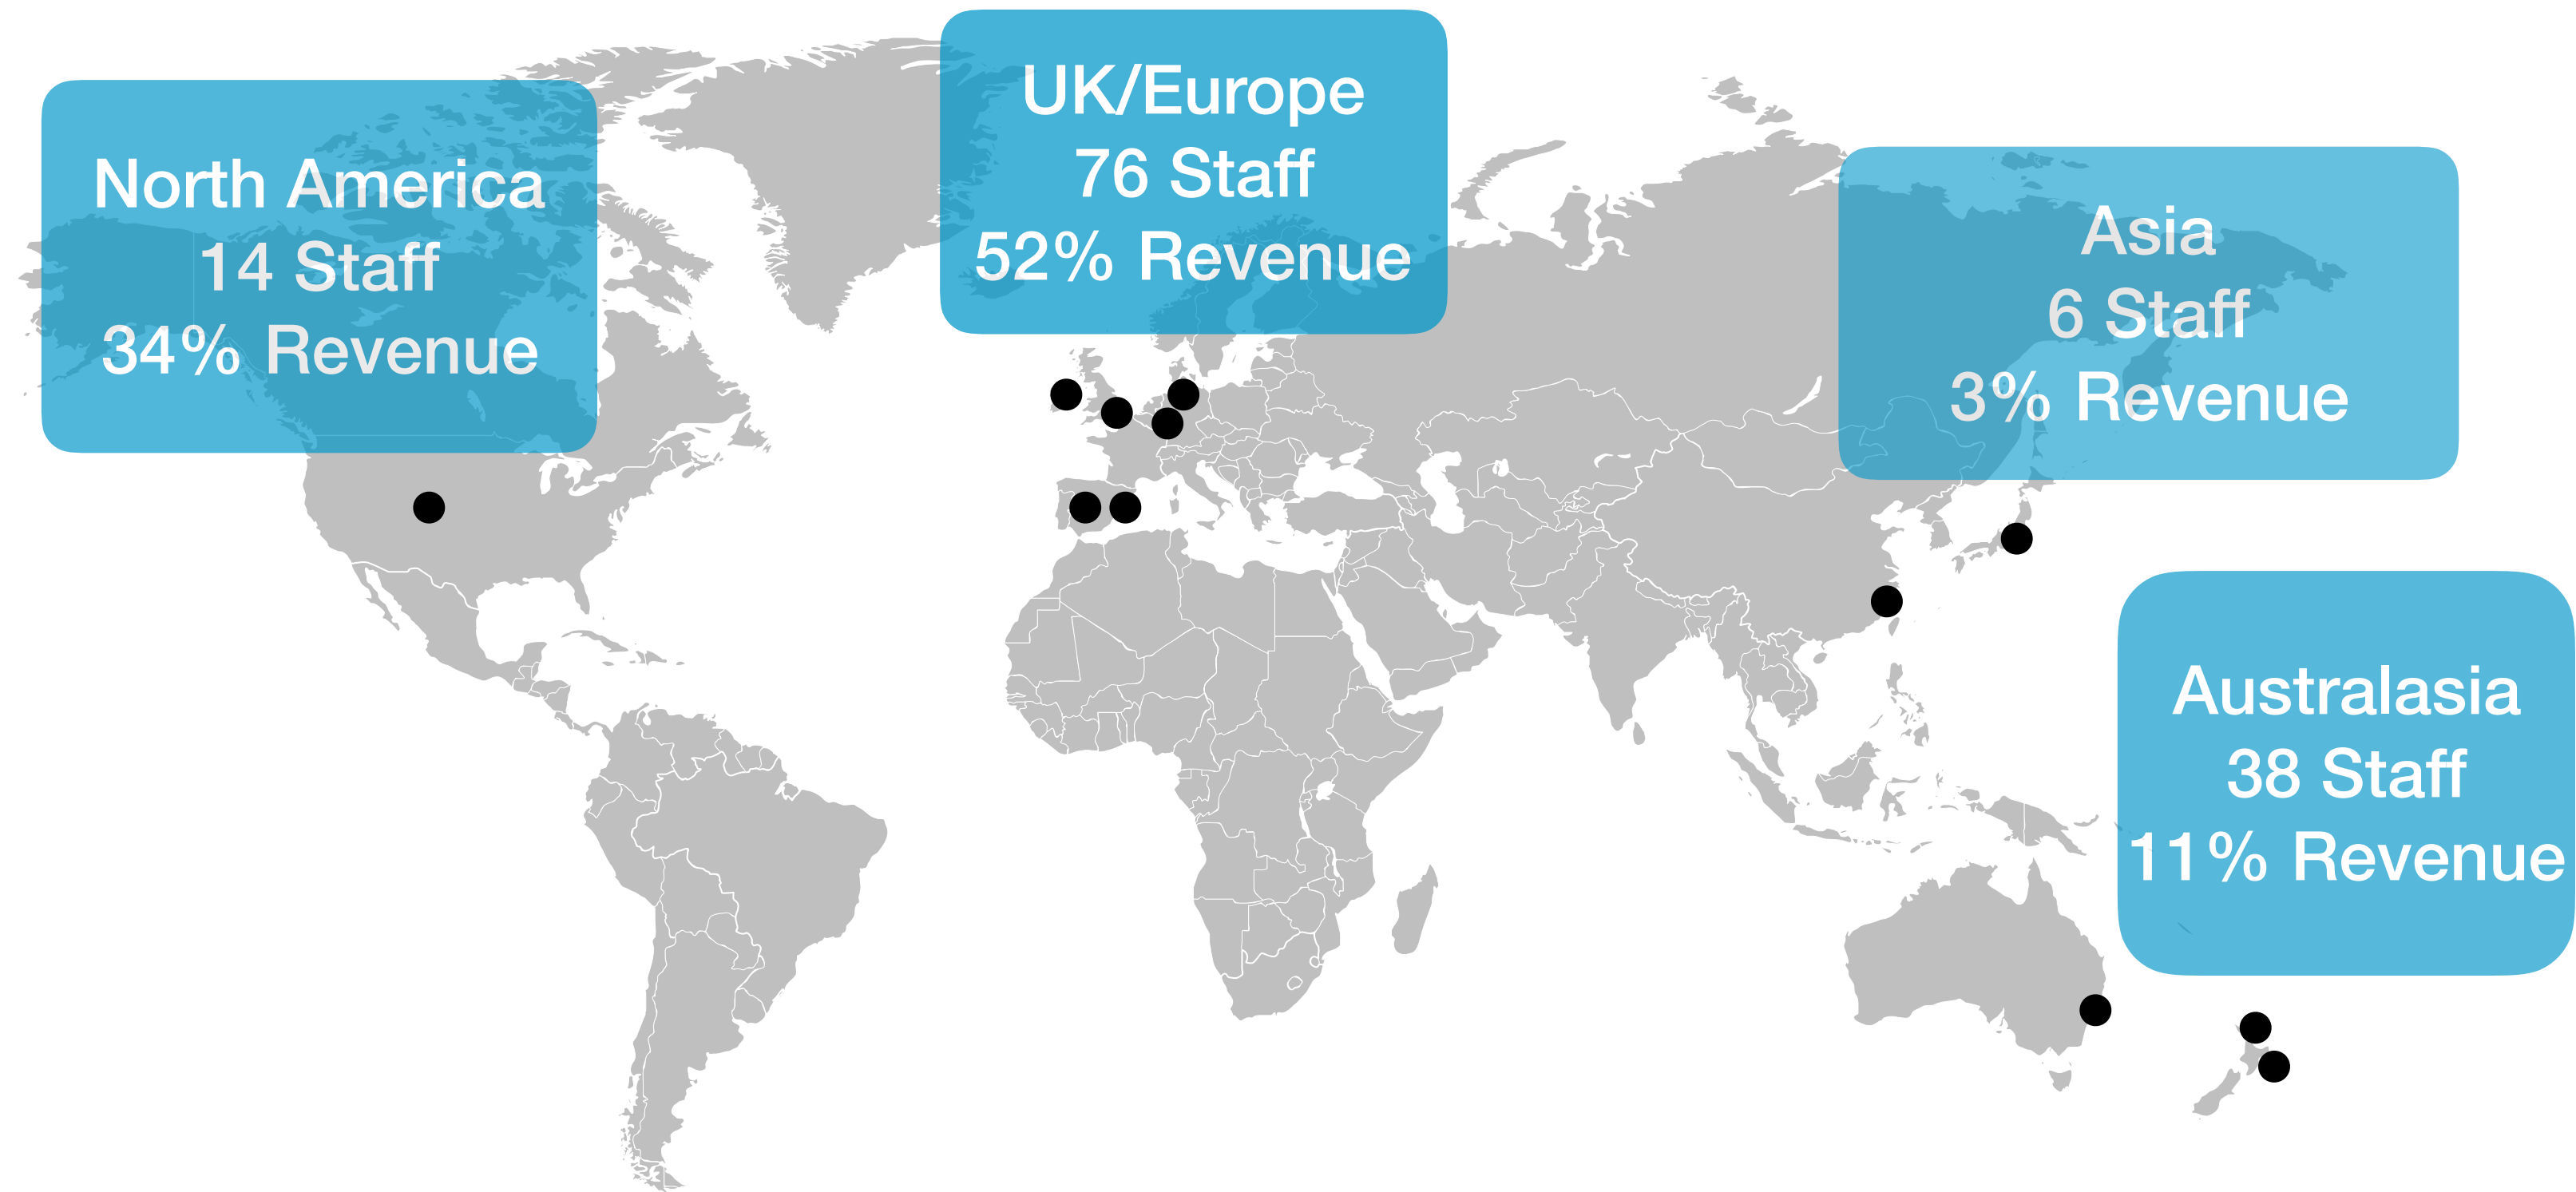 North America
14 Staff
34% Revenue
UK/Europe
76 Staff
52% Revenue
Asia
6 Staff
3% Revenue
Australasia
38 Staff
11% Revenue